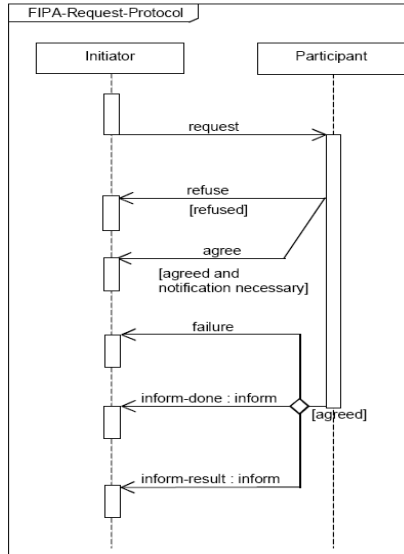 FIPA-Request-Protocol
Initiator
Participant
request
refuse
[refused]
agree
[agreed and
notification necessary]
failure
inform-done : inform
[agreed]
inform-result : inform